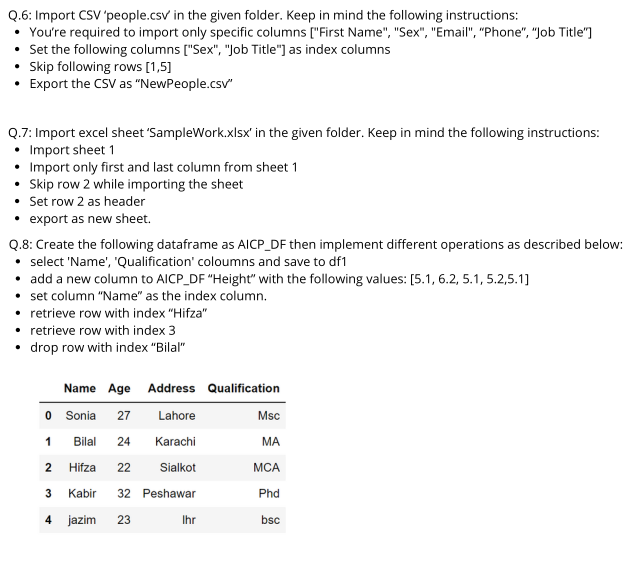 Q.6: Import CSV ‘people.csv’ in the given folder. Keep in mind the following instructions:
• You’re required to import only specific columns ["First Name", "Sex", "Email", “Phone”, “Job Title”]
• Set the following columns ["Sex", "Job Title"] as index columns
• Skip following rows [1,5]
• Export the CSV as “NewPeople.csv”
Q.7: Import excel sheet ‘SampleWork.xlsx’ in the given folder. Keep in mind the following instructions:
• Import sheet 1
• Import only first and last column from sheet 1
• Skip row 2 while importing the sheet
• Set row 2 as header
• export as new sheet.
Q.8: Create the following dataframe as AICP_DF then implement different operations as described below:
• select 'Name', 'Qualification' coloumns and save to df1
• add a new column to AICP_DF “Height” with the following values: [5.1, 6.2, 5.1, 5.2,5.1]
• set column “Name” as the index column.
• retrieve row with index “Hifza”
• retrieve row with index 3
• drop row with index “Bilal”
Name Age Address Qualification
0 Sonia 27 Lahore Msc
1 Bilal 24 Karachi MA
2 Hifza 22 Sialkot MCA
3 Kabir 32 Peshawar Phd
4 jazim 23 lhr bsc